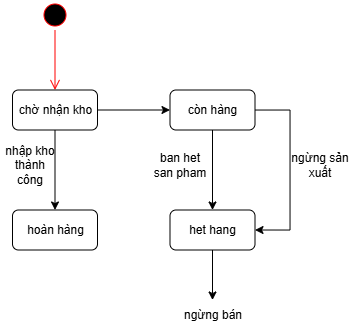 chờ nhận kho
còn hàng
nhập kho
thành
công
ban het
san pham
ngừng sản
xuất
hoàn hàng
het hang
ngừng bán